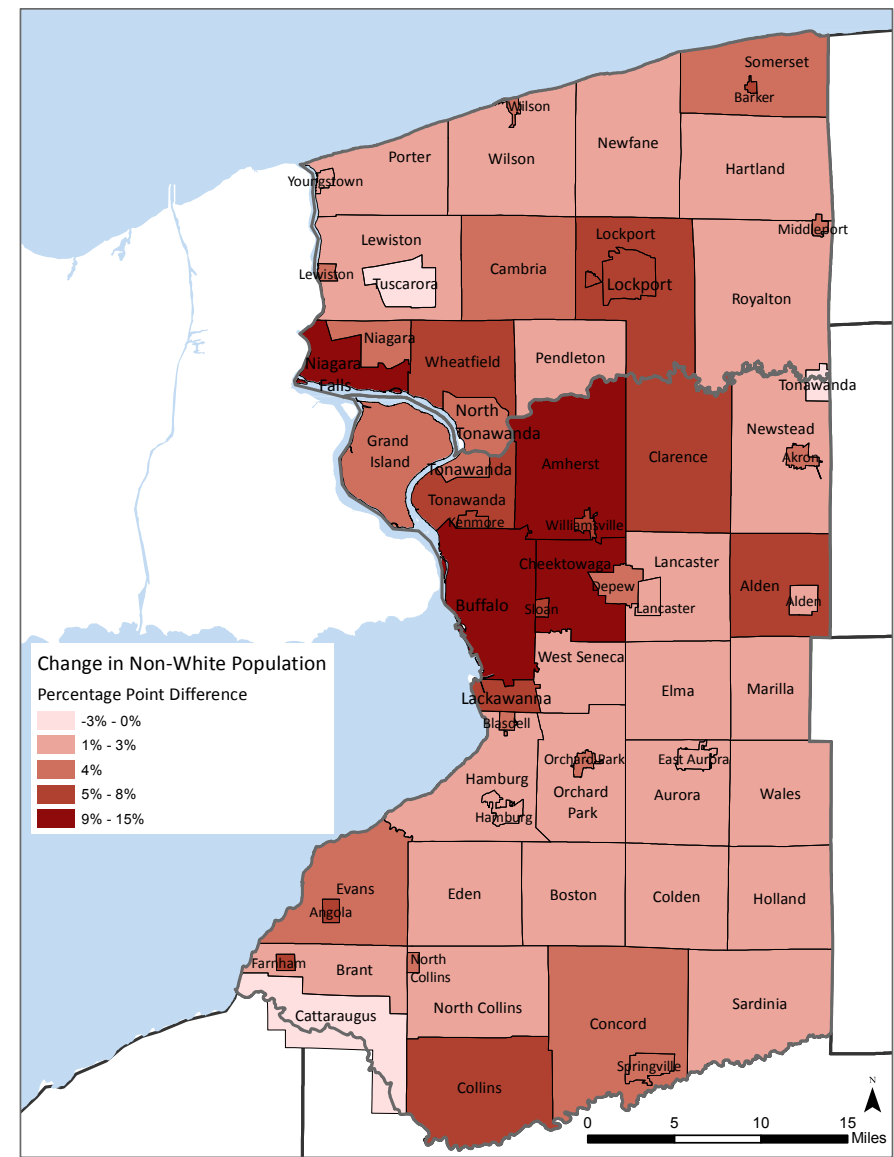 Somerset
Barker
Wilson
Newfane
Porter
Wilson
Hartland
Youngstown
Middleport
Lewiston
Lockport
Lewiston
Cambria
Tuscarora
Lockport
Royalton
Niagara
Wheatfield
Pendleton
Niagara
Falls
Tonawanda
North
Tonawanda
Newstead
Grand
Island
Akron
Amherst
Clarence
Tonawanda
Tonawanda
Kenmore
Williamsville
Cheektowaga
Lancaster
Depew
Alden
Buffalo
Sloan
Lancaster
Alden
West Seneca
Elma
Marilla
Lackawanna
Blasdell
Orchard Park
East Aurora
Hamburg
Orchard
Park
Aurora
Wales
Hamburg
Evans
Eden
Boston
Colden
Holland
Angola
Farnham
Brant
North
Collins
North Collins
Sardinia
Cattaraugus
Concord
Springville
Collins
Change in Non-White Population
Percentage Point Difference
-3% - 0%
1% - 3%
4%
5% - 8%
9% - 15%
N
0 5 10 15
Miles